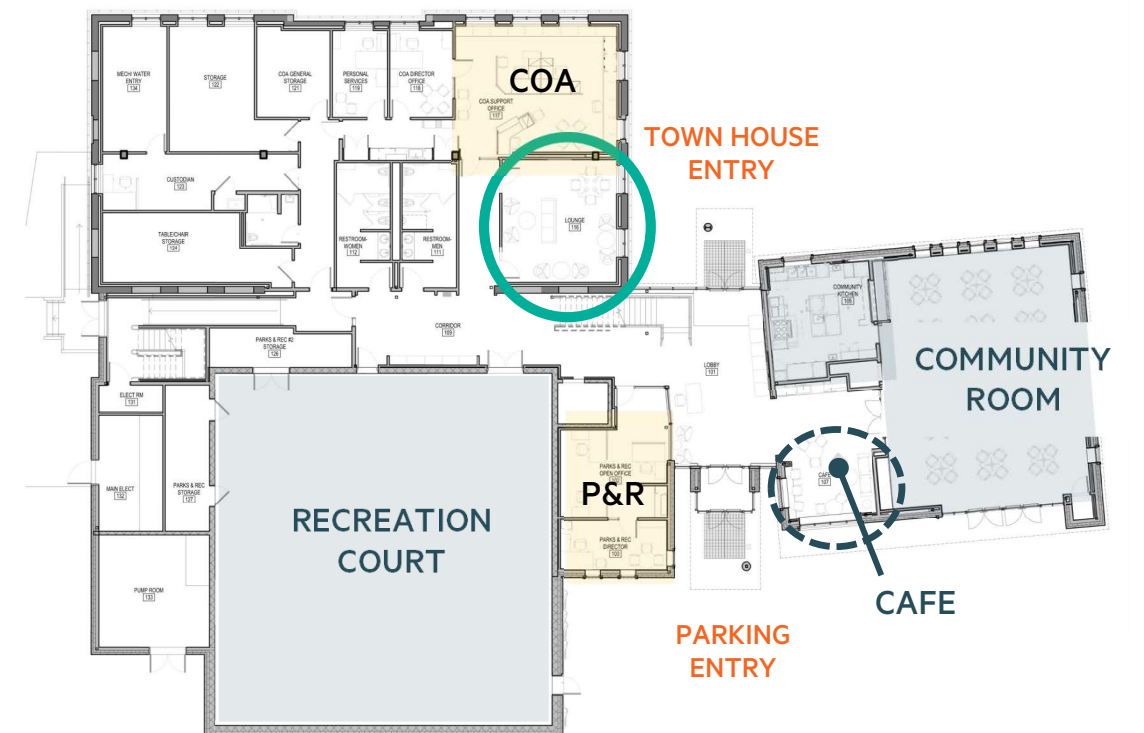 MECH/ WATER
ENTRY
134
STORAGE
122
COA GENERAL
STORAGE
121
PERSONAL
SERVICES
119
COA DIRECTOR
OFFICE
118
COA
COA SUPPORT
OFFICE
117
TOWN HOUSE
ENTRY
CUSTODIAN
123
TABLE/CHAIR
STORAGE
124
RESTROOM-
WOMEN
112
RESTROOM-
MEN
111
LOUNGE
116
COMMUNITY
KITCHEN
105
CORRIDOR
109
PARKS & REC #2
STORAGE
126
LOBBY
101
COMMUNITY
ROOM
ELECT RM
131
MAIN ELECT
132
PARKS & REC
STORAGE
127
RECREATION
COURT
PARKS & REC
OPEN OFFICE
P&R
PARKS & REC
DIRECTOR
103
CAFE
107
PUMP ROOM
133
CAFE
PARKING
ENTRY